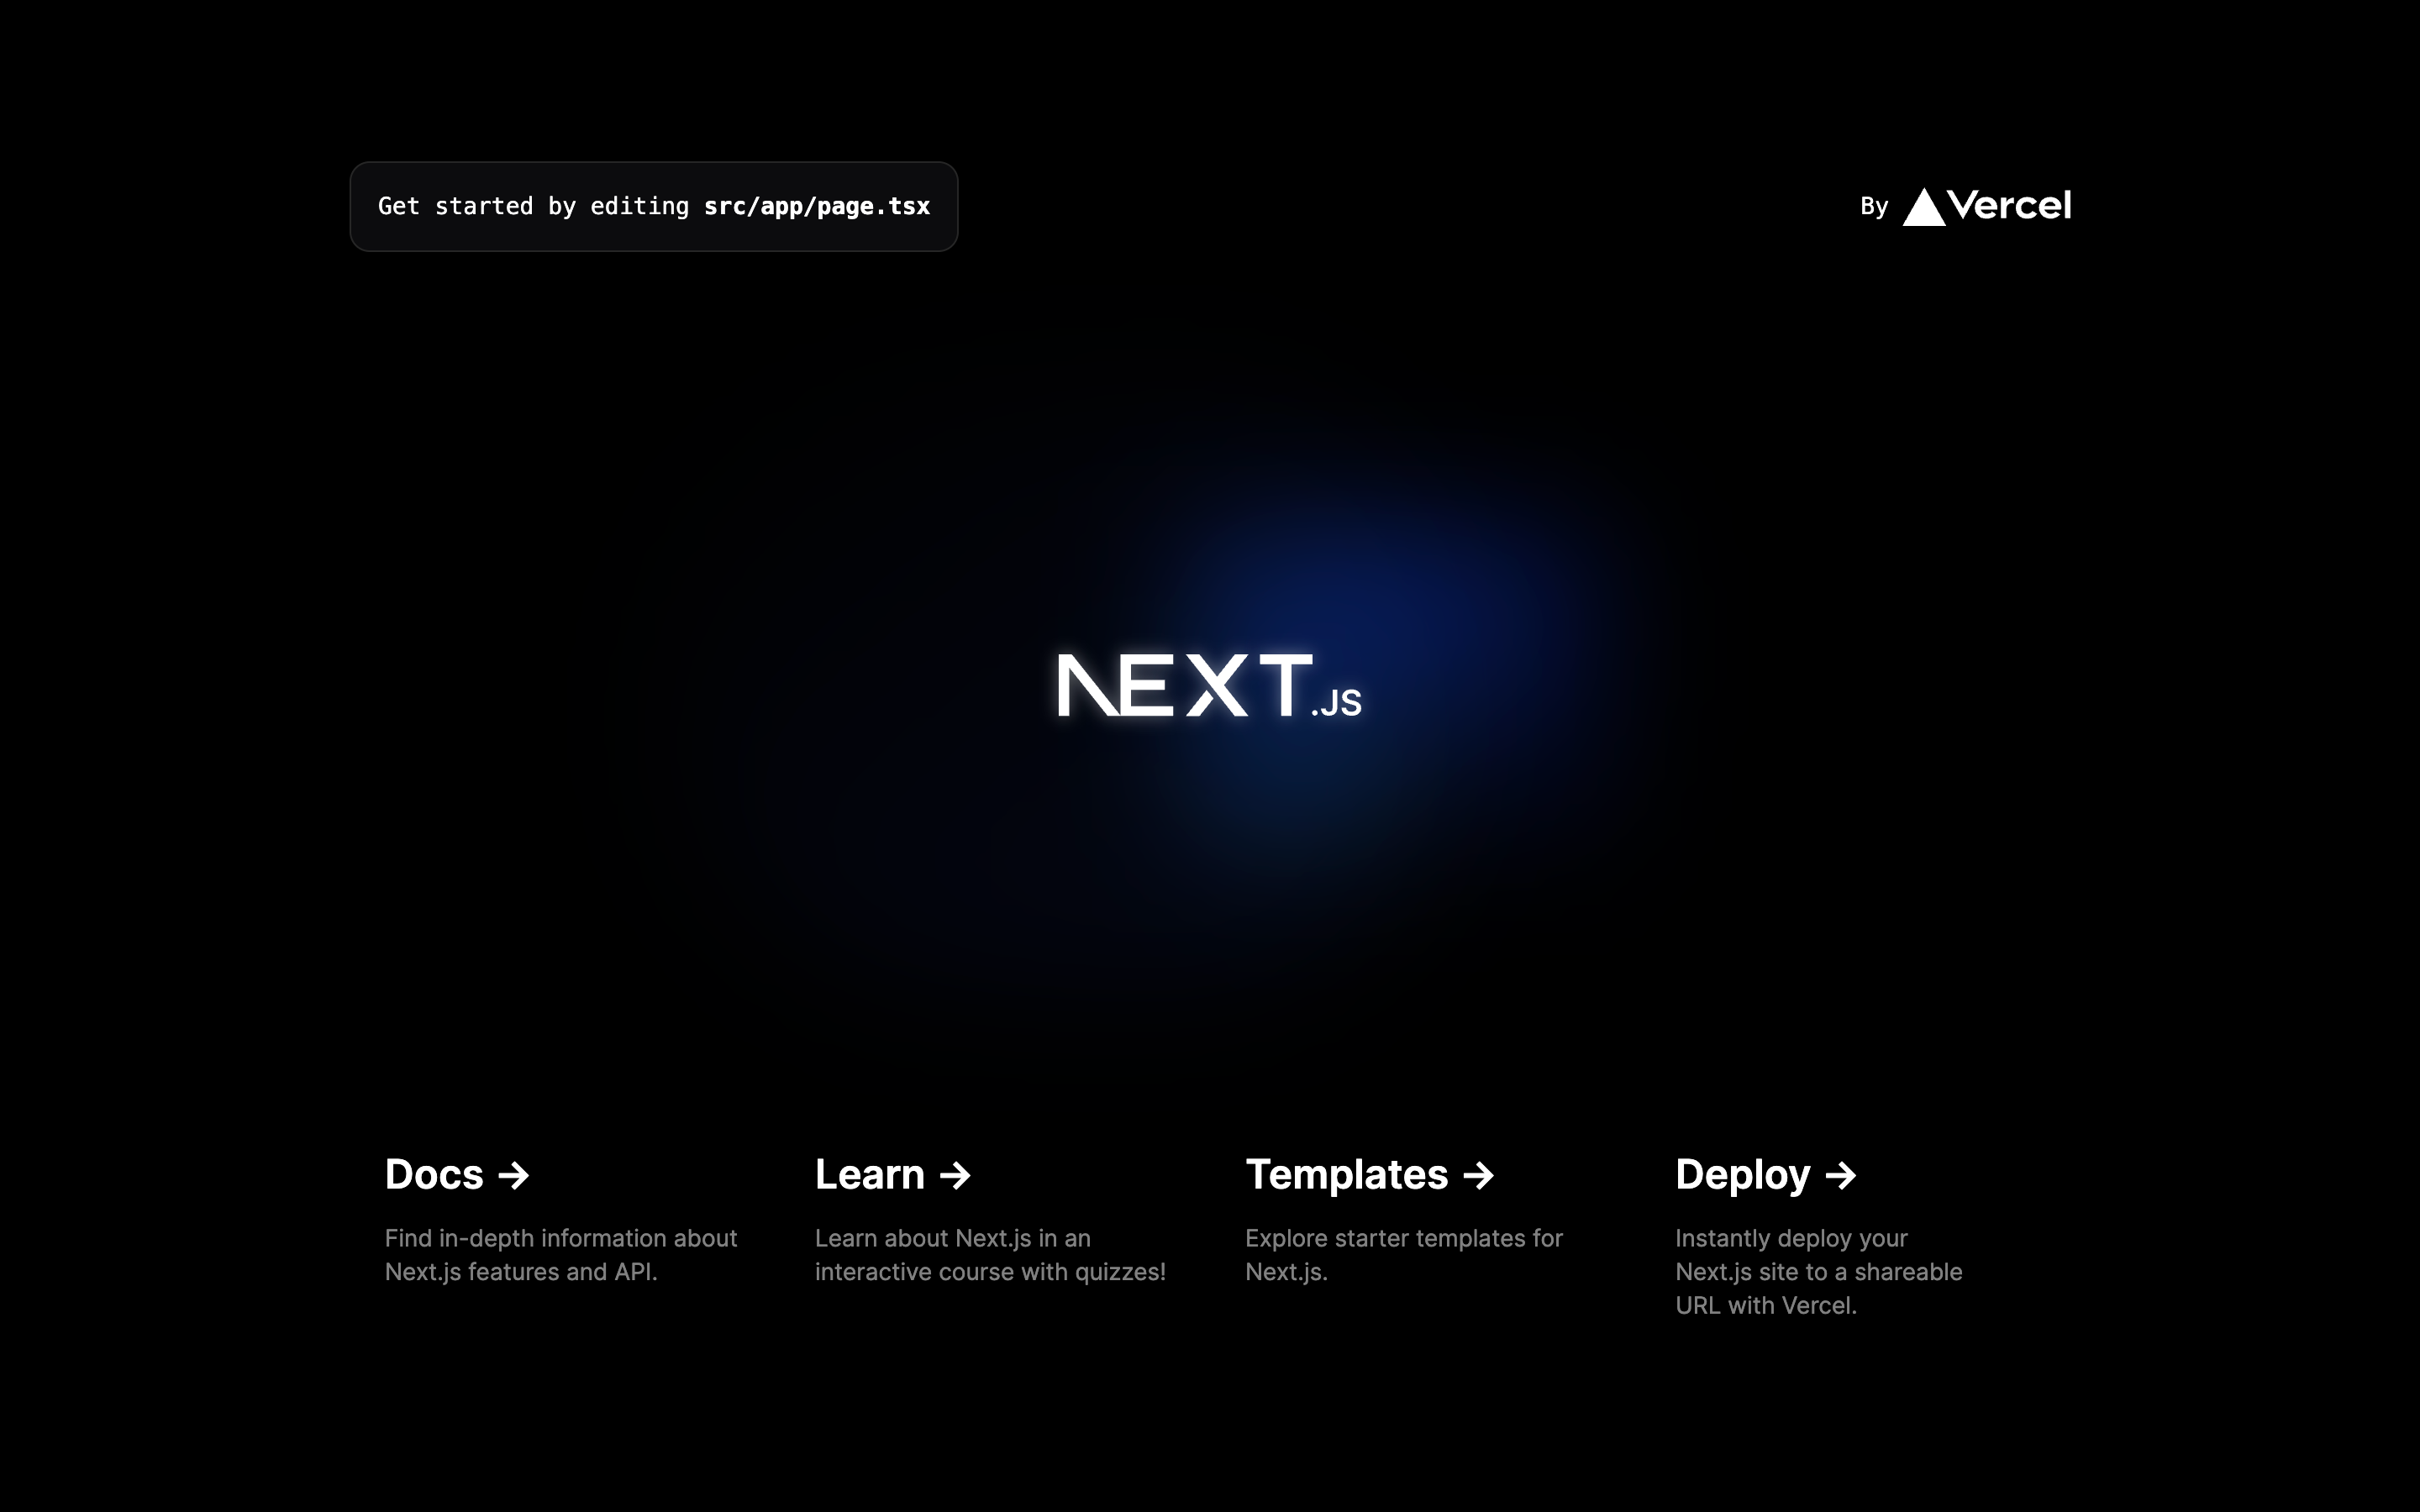 Get started by editing src/app/page.tsx
By Vercel
NEXT.JS
Docs ->
Find in-depth information about
Next.js features and API.
Learn ->
Learn about Next.js in an
interactive course with quizzes!
Templates ->
Explore starter templates for
Next.js.
Deploy ->
Instantly deploy your
Next.js site to a shareable
URL with Vercel.